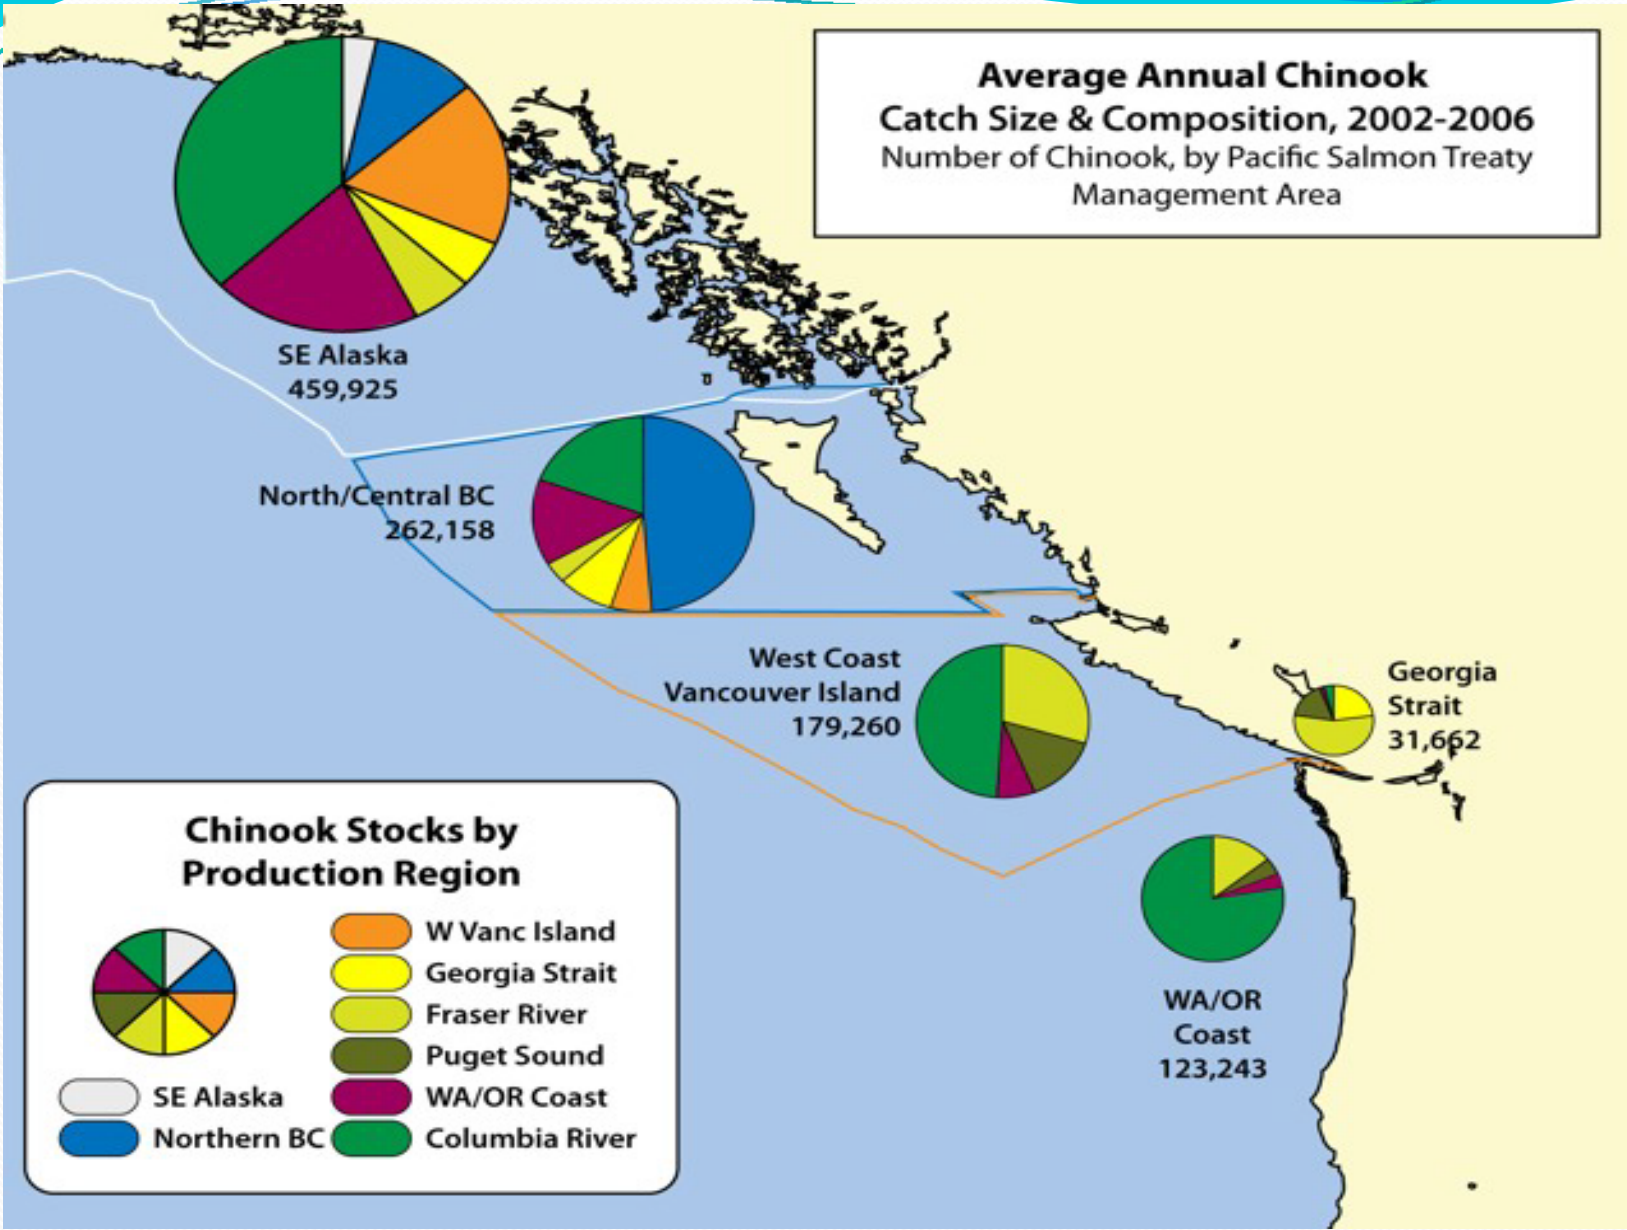 Average Annual Chinook
Catch Size & Composition, 2002-2006
Number of Chinook, by Pacific Salmon Treaty
Management Area
SE Alaska
459,925
North/Central BC
262,158
West Coast
Vancouver Island
179,260
Georgia
Strait
31,662
WA/OR
Coast
123,243
Chinook Stocks by
Production Region
W Vanc Island
Georgia Strait
Fraser River
Puget Sound
SE Alaska
WA/OR Coast
Northern BC
Columbia River